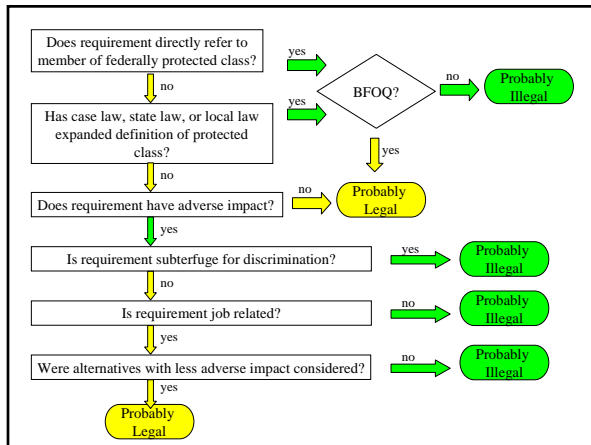 Does requirement directly refer to
member of federally protected class?
yes
no
BFOQ?
no
Probably
Illegal
Has case law, state law, or local law
expanded definition of protected
class?
yes
no
yes
Probably
Legal
Does requirement have adverse impact?
no
yes
Is requirement subterfuge for discrimination?
yes
Probably
Illegal
no
Is requirement job related?
no
Probably
Illegal
yes
Were alternatives with less adverse impact considered?
no
Probably
Illegal
yes
Probably
Legal